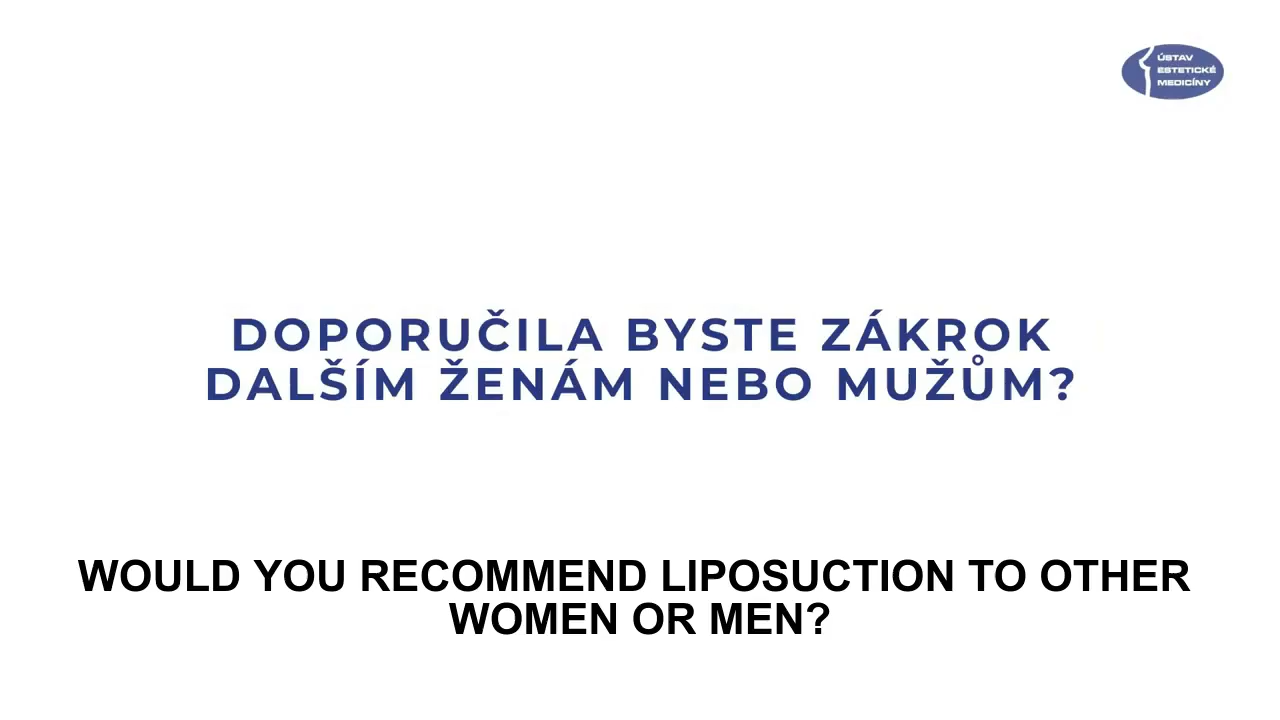 ÚSTAV
ESTETICKÉ
MEDICÍNY
DOPORUČILA BYSTE ZÁKROK
DALŠÍM ŽENÁM NEBO MUŽŮM?
WOULD YOU RECOMMEND LIPOSUCTION TO OTHER
WOMEN OR MEN?